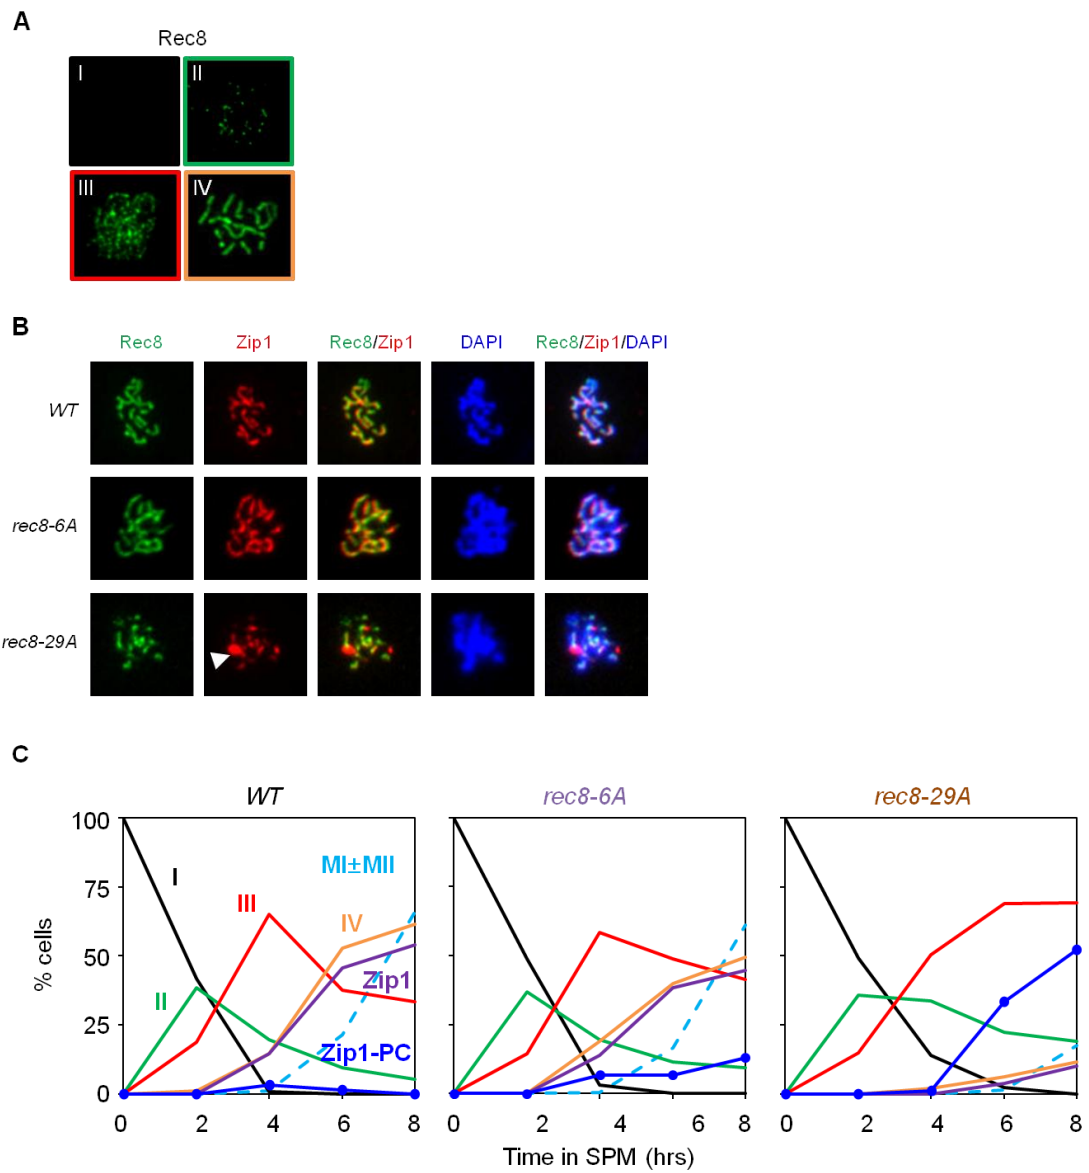 A
Rec8
I
II
III
IV
B
Rec8 Zip1 Rec8/Zip1 DAPI Rec8/Zip1/DAPI
WT
rec8-6A
rec8-29A
C
WT rec8-6A rec8-29A
100
75
50
25
0
% cells
I
II
III
IV
MI±MII
Zip1
Zip1-PC
0 2 4 6 8 0 2 4 6 8 0 2 4 6 8
Time in SPM (hrs)